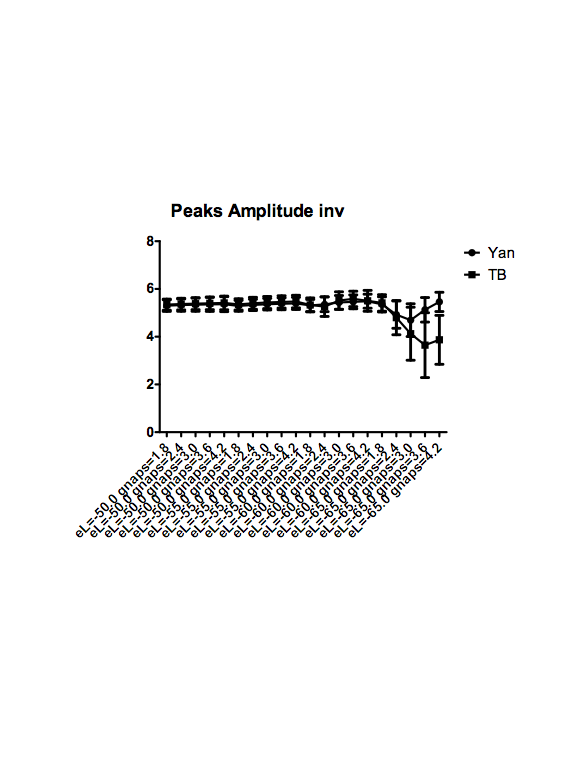 Peaks Amplitude inv
8
6
4
2
0
Yan
TB
eL=-50.0 gnaps=1.8
eL=-50.0 gnaps=2.4
eL=-50.0 gnaps=3.0
eL=-50.0 gnaps=3.6
eL=-50.0 gnaps=4.2
eL=-55.0 gnaps=1.8
eL=-55.0 gnaps=2.4
eL=-55.0 gnaps=3.0
eL=-55.0 gnaps=3.6
eL=-55.0 gnaps=4.2
eL=-60.0 gnaps=1.8
eL=-60.0 gnaps=2.4
eL=-60.0 gnaps=3.0
eL=-60.0 gnaps=3.6
eL=-60.0 gnaps=4.2
eL=-65.0 gnaps=1.8
eL=-65.0 gnaps=2.4
eL=-65.0 gnaps=3.0
eL=-65.0 gnaps=3.6
eL=-65.0 gnaps=4.2